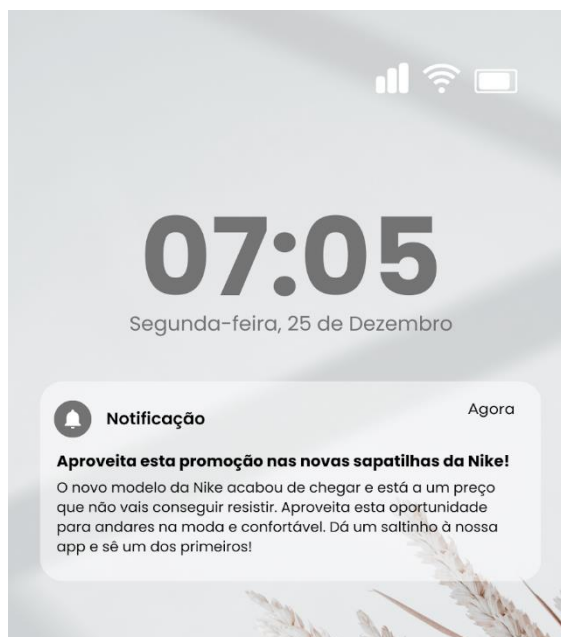 07:05
Segunda-feira, 25 de Dezembro
Notificação
Agora
Aproveita esta promoção nas novas sapatilhas da Nike!
O novo modelo da Nike acabou de chegar e está a um preço
que não vais conseguir resistir. Aproveita esta oportunidade
para andares na moda e confortável. Dá um saltinho à nossa
app e sê um dos primeiros!